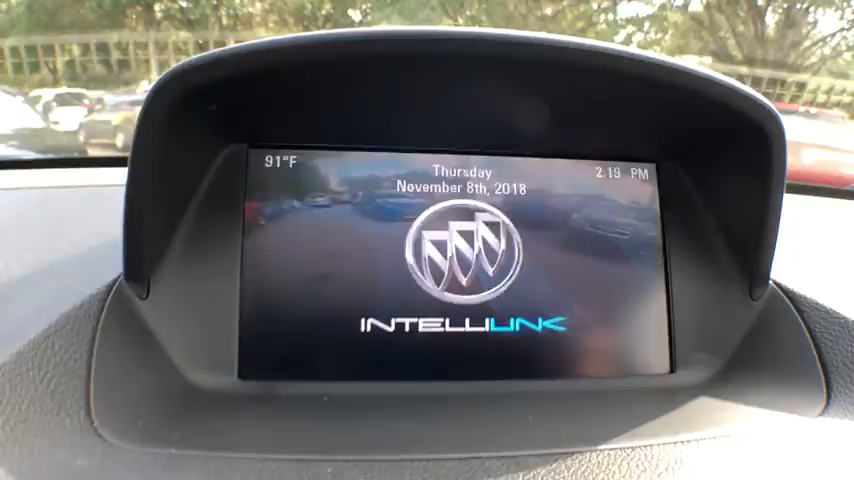 91°F
Thursday
2:19 PM
November 8th, 2018
INTELLILINK